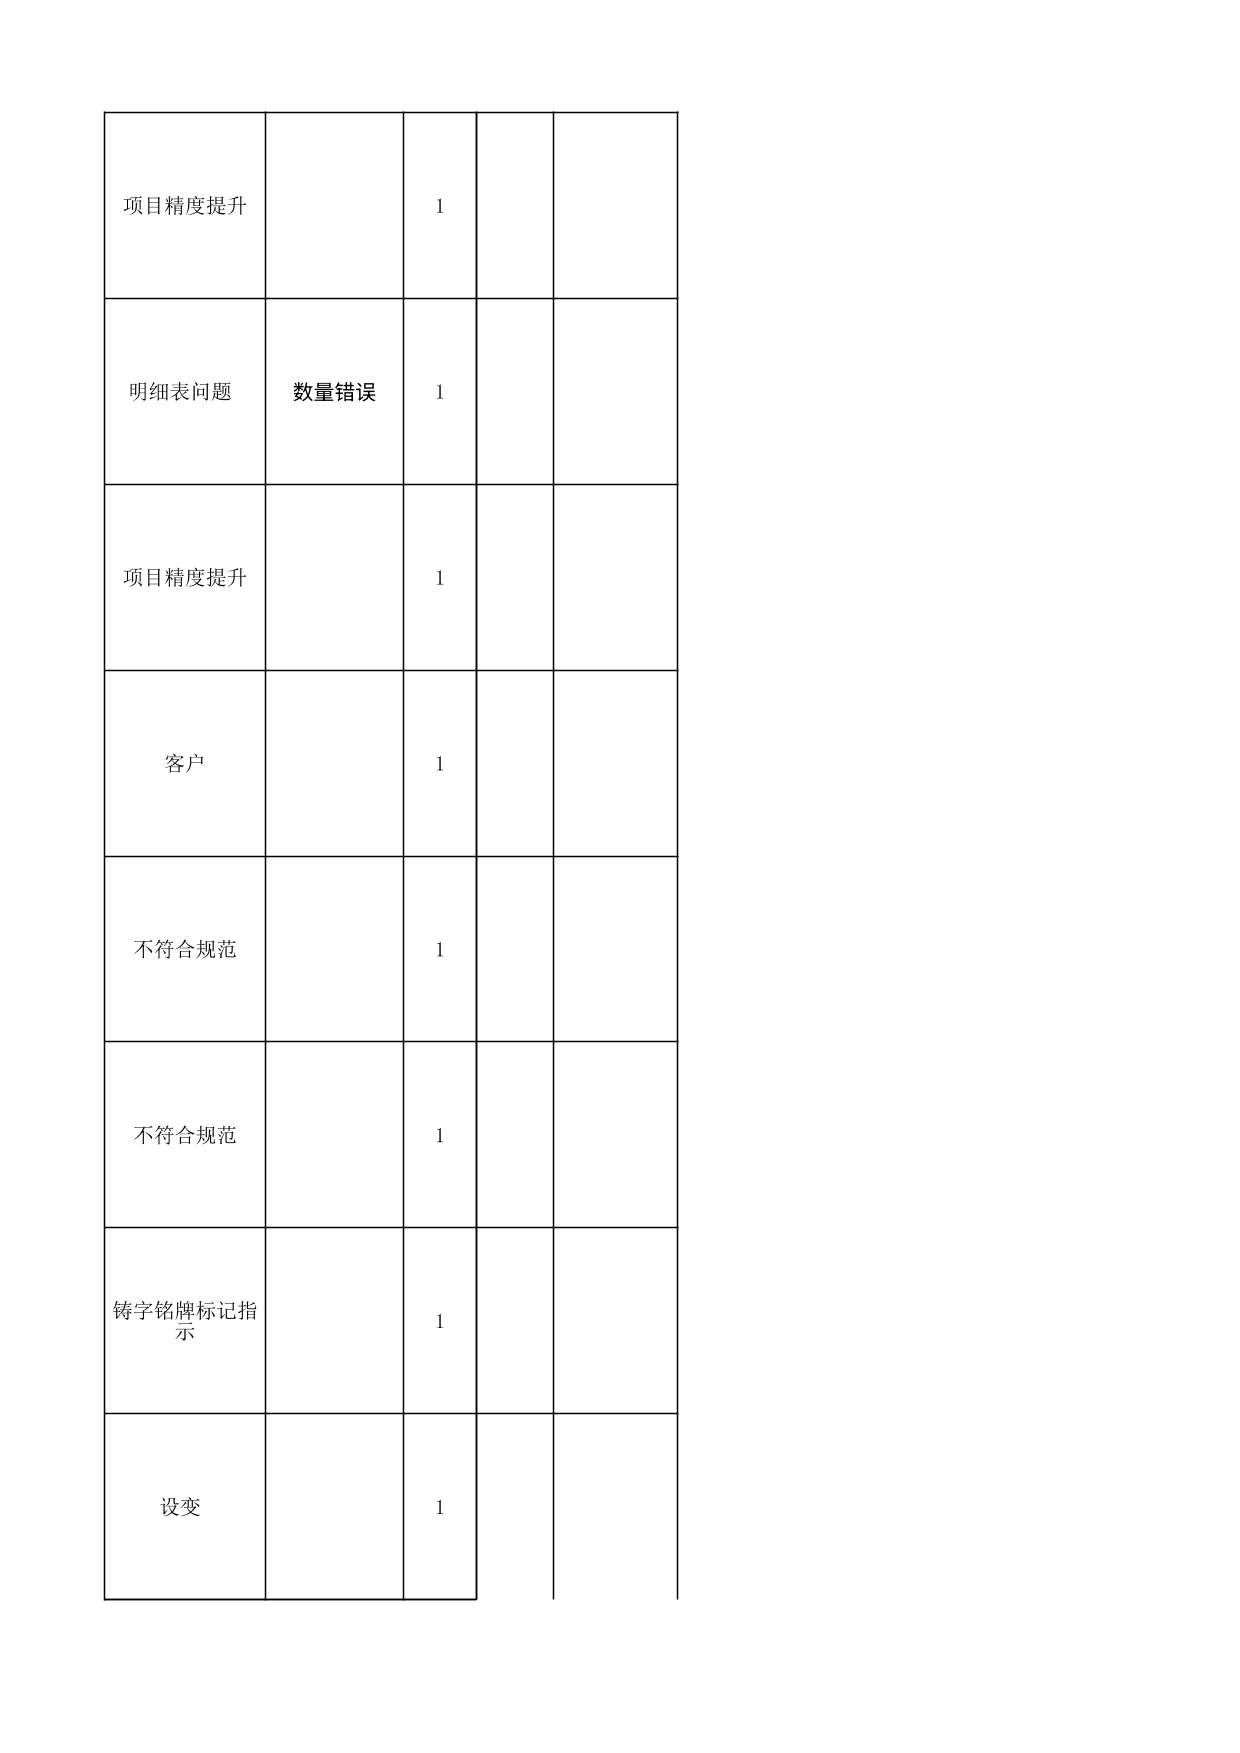 项目精度提升 1
明细表问题 数量错误 1
项目精度提升 1
客户 1
不符合规范 1
不符合规范 1
铸字铭牌标记指
示 1
设变 1